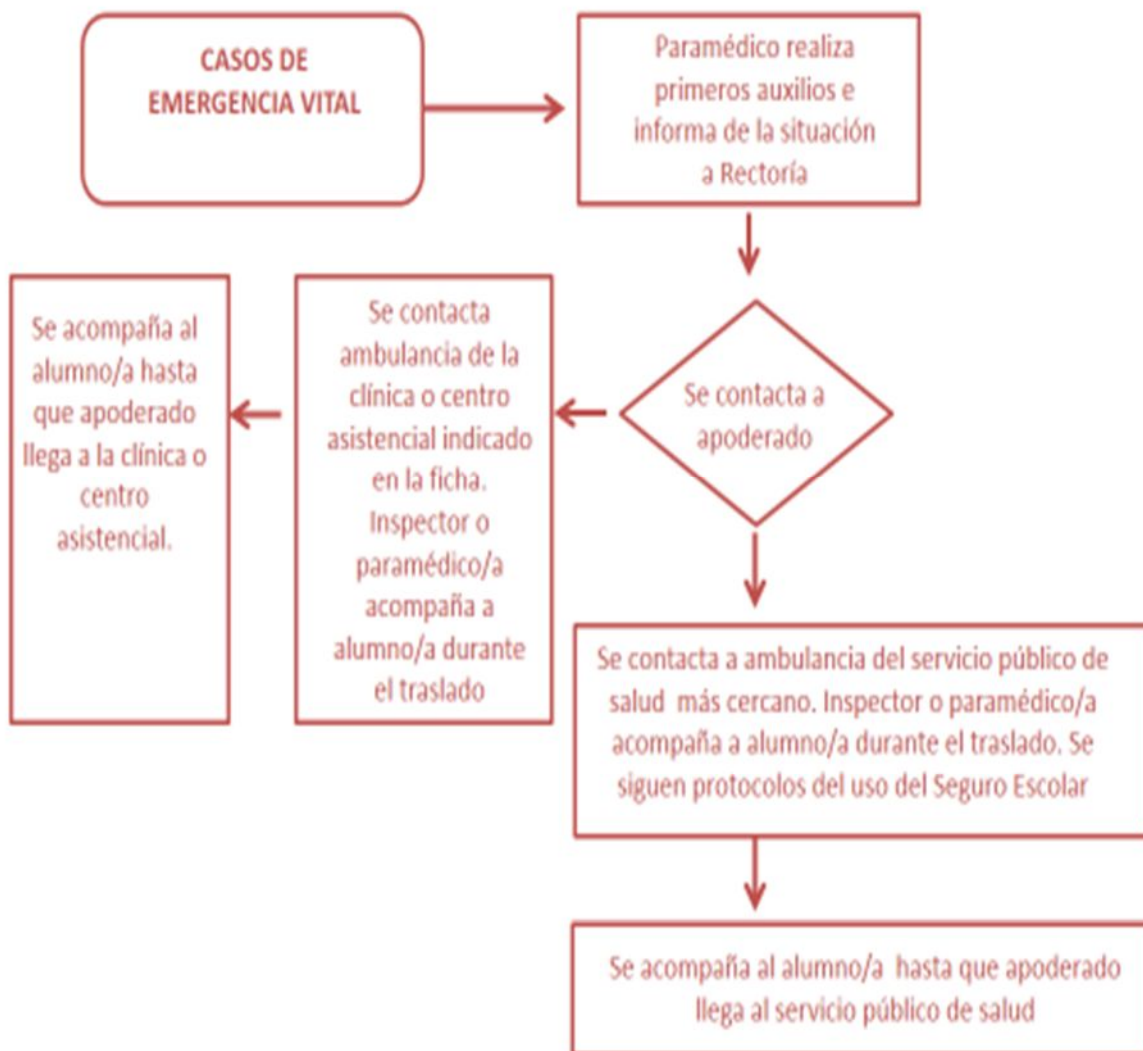 CASOS DE
EMERGENCIA VITAL
Paramédico realiza
primeros auxilios e
informa de la situación
a Rectoría
Se contacta a
apoderado
Se contacta
ambulancia de la
clínica o centro
asistencial indicado
en la ficha.
Inspector o
paramédico/a
acompaña a
alumno/a durante
el traslado
Se acompaña al
alumno/a hasta
que apoderado
llega a la clínica o
centro
asistencial.
Se contacta a ambulancia del servicio público de
salud más cercano. Inspector o paramédico/a
acompaña a alumno/a durante el traslado. Se
siguen protocolos del uso del Seguro Escolar
Se acompaña al alumno/a hasta que apoderado
llega al servicio público de salud